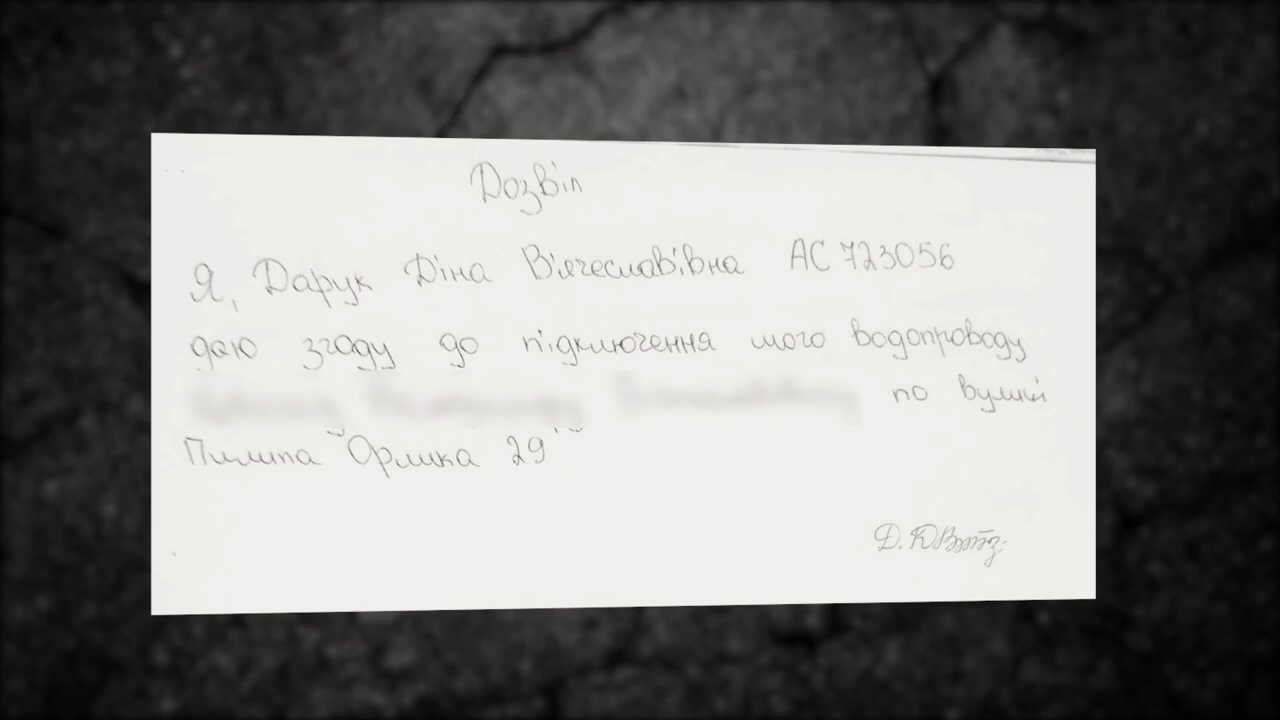 Дозвіл
Я, Дарук Діна Вячеславівна АС 723056
даю згоду до підключення мого водопроводу
по вулиці
Пилипа "Орлика 29"